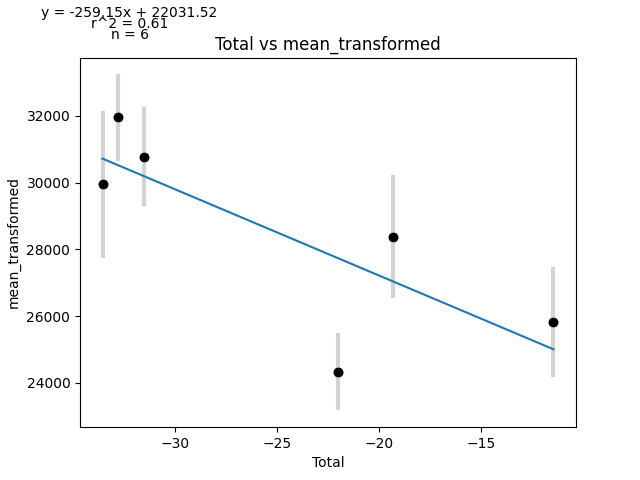 y = -259.15x + 22031.52
r^2 = 0.61
n = 6
Total vs mean_transformed
32000
30000
28000
26000
24000
mean_transformed
−30
−25
−20
−15
Total